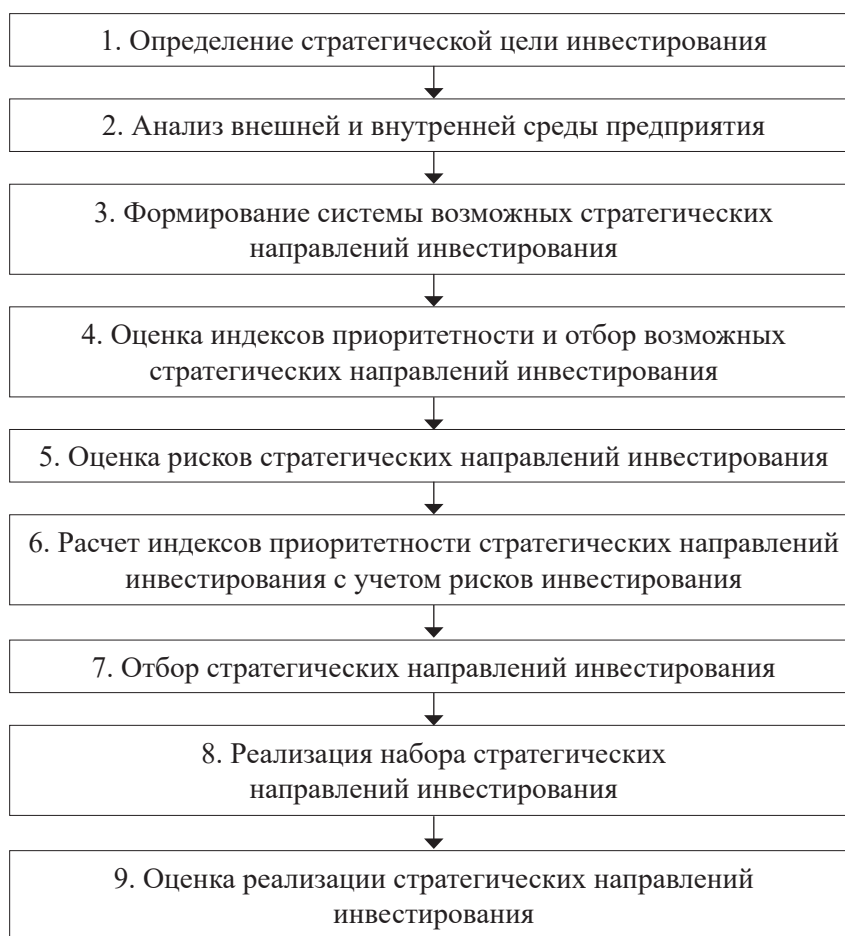 1. Определение стратегической цели инвестирования
2. Анализ внешней и внутренней среды предприятия
3. Формирование системы возможных стратегических
направлений инвестирования
4. Оценка индексов приоритетности и отбор возможных
стратегических направлений инвестирования
5. Оценка рисков стратегических направлений инвестирования
6. Расчет индексов приоритетности стратегических направлений
инвестирования с учетом рисков инвестирования
7. Отбор стратегических направлений инвестирования
8. Реализация набора стратегических
направлений инвестирования
9. Оценка реализации стратегических направлений
инвестирования